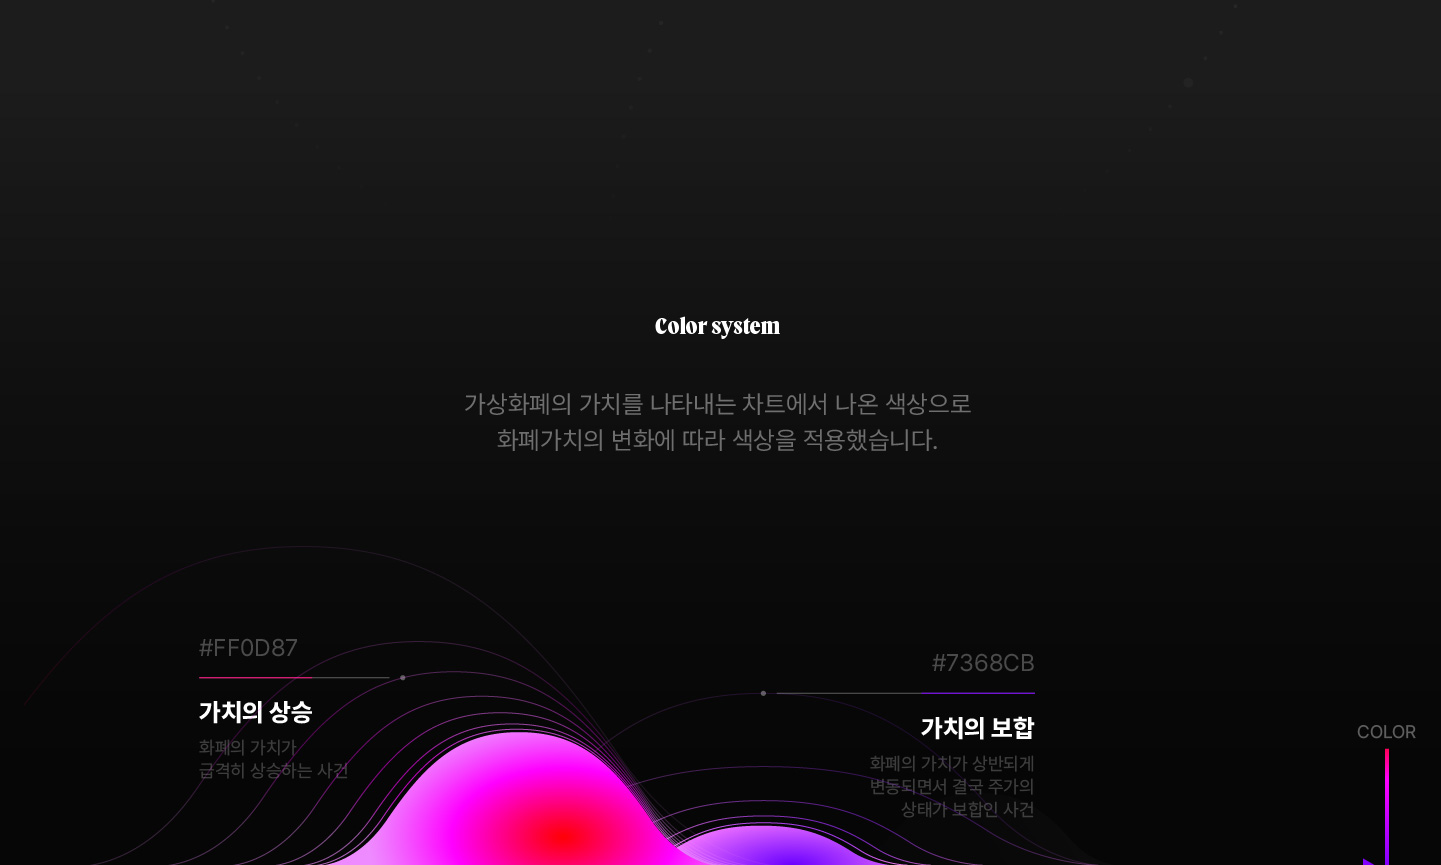 Color system
가상화폐의 가치를 나타내는 차트에서 나온 색상으로
화폐가치의 변화에 따라 색상을 적용했습니다.
#FF0D87
가치의 상승
화폐의 가치가
급격히 상승하는 사건
#7368CB
가치의 보합
화폐의 가치가 상반되게
변동되면서 결국 주가의
상태가 보합인 사건
COLOR